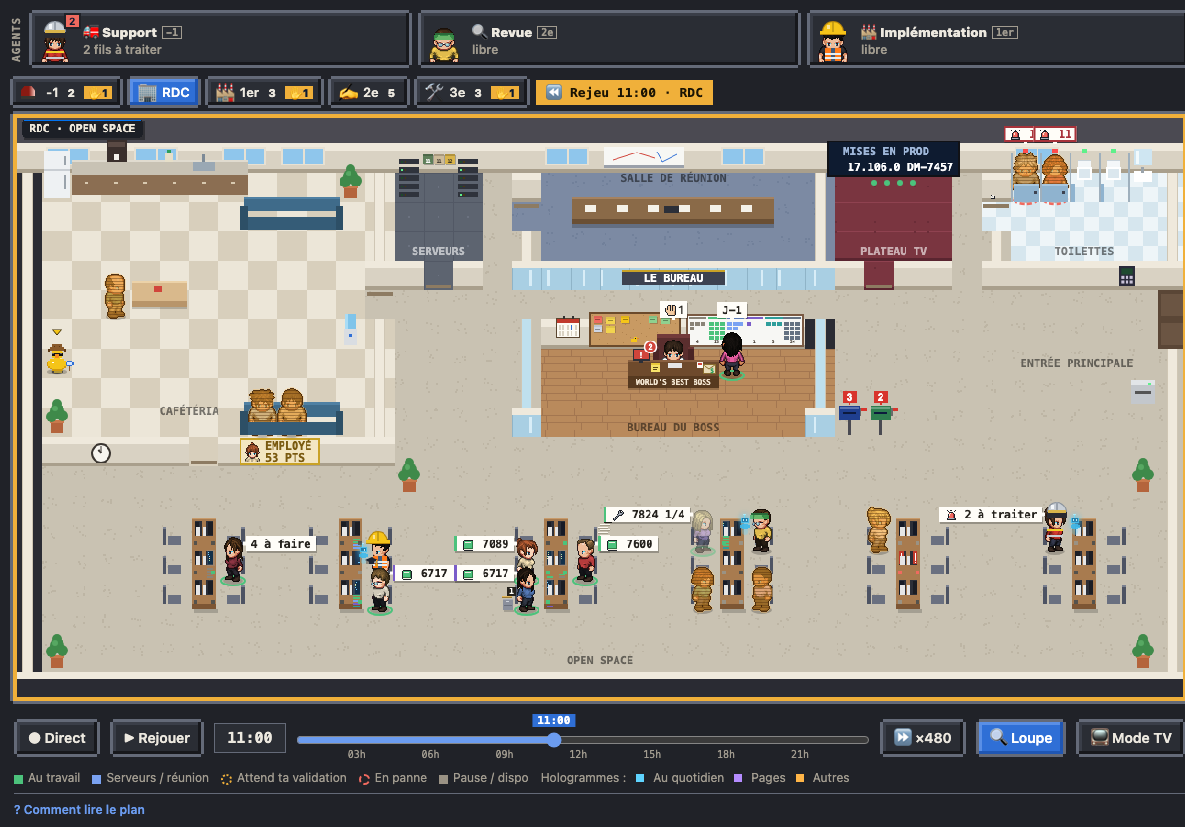 AGENTS
2
Support -1
2 fils à traiter
Revue 2e
libre
Implémentation 1er
libre
-1 2 1
RDC
1er 3 1
2e 5
3e 3 1
Rejeu 11:00 · RDC
RDC · OPEN SPACE
11
MISES EN PROD
17.106.0 DM-7457
SALLE DE RÉUNION
SERVEURS
PLATEAU TV
TOILETTES
LE BUREAU
1
J-1
2
WORLD'S BEST BOSS
ENTRÉE PRINCIPALE
CAFÉTÉRIA
3
2
BUREAU DU BOSS
EMPLOYÉ
53 PTS
7824 1/4
2 à traiter
4 à faire
7089
7600
6717
6717
1
OPEN SPACE
Direct
Rejouer
11:00
11:00
03h
06h
09h
12h
15h
18h
21h
×480
Loupe
Mode TV
Au travail
Serveurs / réunion
Attend ta validation
En panne
Pause / dispo
Hologrammes :
Au quotidien
Pages
Autres
? Comment lire le plan